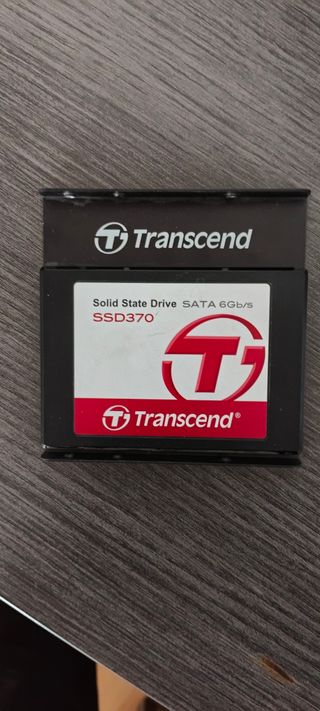 Transcend
Solid State Drive SATA 6Gb/s
SSD370
Transcend®